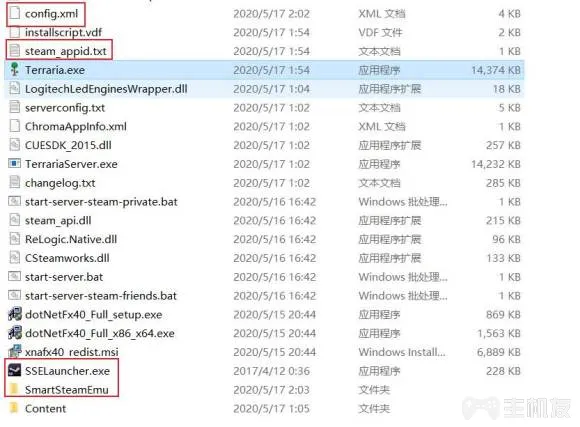 config.xml 2020/5/17 2:02 XML 文档 4 KB
installscript.vdf 2020/5/17 1:54 VDF 文件 2 KB
steam_appid.txt 2020/5/17 1:54 文本文档 1 KB
Terraria.exe 2020/5/17 1:54 应用程序 14,374 KB
LogitechLedEnginesWrapper.dll 2020/5/17 1:04 应用程序扩展 18 KB
serverconfig.txt 2020/5/17 1:02 文本文档 2 KB
ChromaAppInfo.xml 2020/5/17 1:02 XML 文档 1 KB
CUESDK_2015.dll 2020/5/17 1:02 应用程序扩展 257 KB
TerrariaServer.exe 2020/5/17 1:02 应用程序 14,232 KB
changelog.txt 2020/5/17 1:02 文本文档 285 KB
start-server-steam-private.bat 2020/5/16 16:42 Windows 批处理... 1 KB
steam_api.dll 2020/5/16 16:42 应用程序扩展 215 KB
ReLogic.Native.dll 2020/5/16 16:42 应用程序扩展 96 KB
CSteamworks.dll 2020/5/16 16:42 应用程序扩展 133 KB
start-server.bat 2020/5/16 16:42 Windows 批处理... 1 KB
start-server-steam-friends.bat 2020/5/16 16:42 Windows 批处理... 1 KB
dotNetFx40_Full_setup.exe 2020/5/15 20:44 应用程序 869 KB
dotNetFx40_Full_x86_x64.exe 2020/5/15 20:44 应用程序 1,563 KB
xnafx40_redist.msi 2020/5/15 20:44 Windows Install... 6,889 KB
SSELauncher.exe 2017/4/12 0:36 应用程序 228 KB
SmartSteamEmu 2020/5/17 2:03 文件夹
Content 2020/5/17 1:05 文件夹
主机友